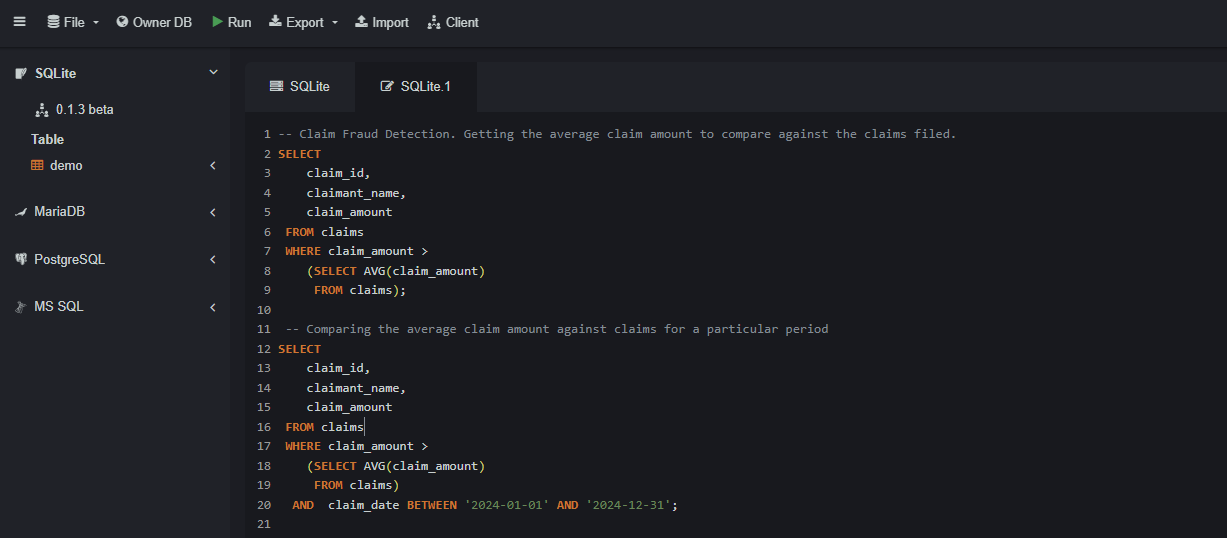 File Owner DB Run Export Import Client
SQLite
0.1.3 beta
Table
demo
MariaDB
PostgreSQL
MS SQL
SQLite SQLite.1
1 -- Claim Fraud Detection. Getting the average claim amount to compare against the claims filed.
2 SELECT
3 claim_id,
4 claimant_name,
5 claim_amount
6 FROM claims
7 WHERE claim_amount >
8 (SELECT AVG(claim_amount)
9 FROM claims);
10
11 -- Comparing the average claim amount against claims for a particular period
12 SELECT
13 claim_id,
14 claimant_name,
15 claim_amount
16 FROM claims
17 WHERE claim_amount >
18 (SELECT AVG(claim_amount)
19 FROM claims)
20 AND claim_date BETWEEN '2024-01-01' AND '2024-12-31';
21